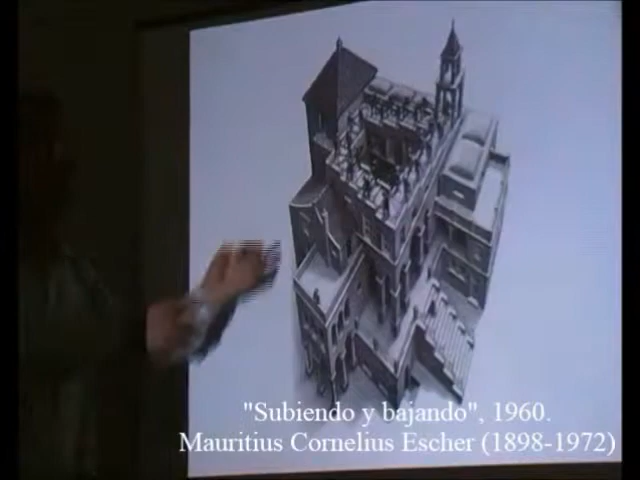 "Subiendo y bajando", 1960.
Mauritius Cornelius Escher (1898-1972)